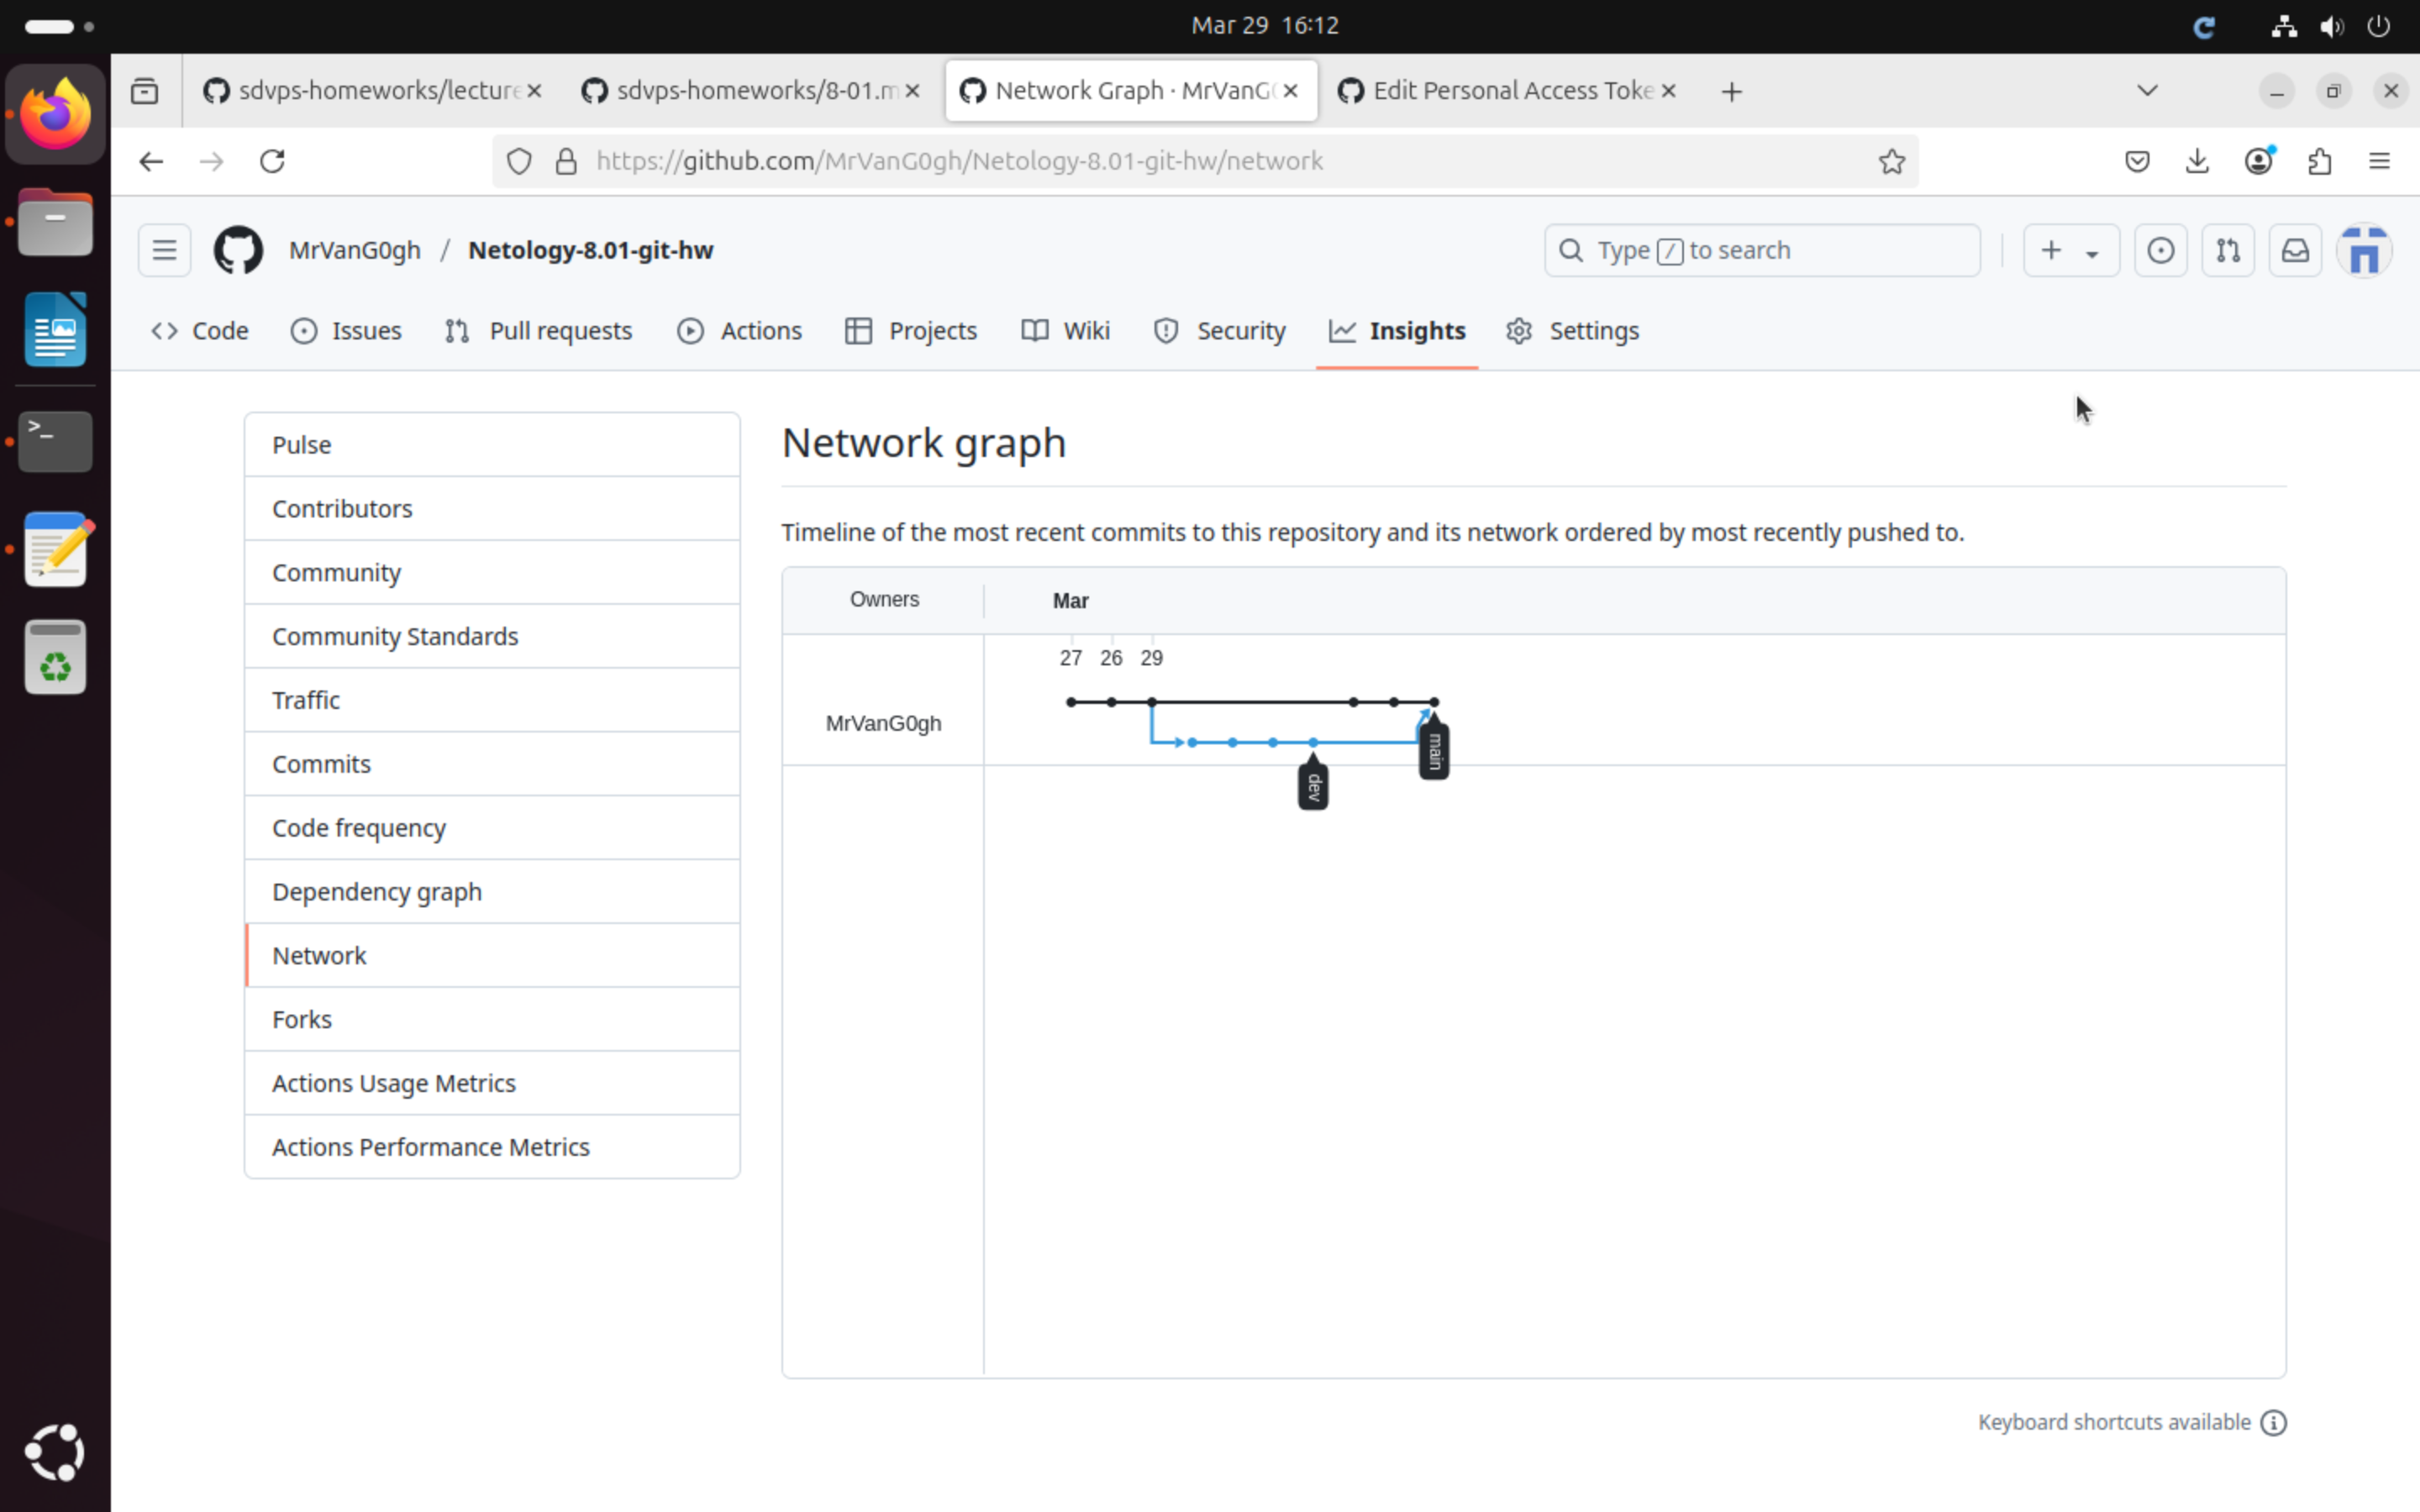 Mar 29 16:12
sdvps-homeworks/lecture
sdvps-homeworks/8-01.m
Network Graph · MrVanG
Edit Personal Access Toke
https://github.com/MrVanG0gh/Netology-8.01-git-hw/network
MrVanG0gh / Netology-8.01-git-hw
Type / to search
Code Issues Pull requests Actions Projects Wiki Security Insights Settings
Pulse
Contributors
Community
Community Standards
Traffic
Commits
Code frequency
Dependency graph
Network
Forks
Actions Usage Metrics
Actions Performance Metrics
Network graph
Timeline of the most recent commits to this repository and its network ordered by most recently pushed to.
Owners
Mar
27 26 29
MrVanG0gh
main
dev
Keyboard shortcuts available